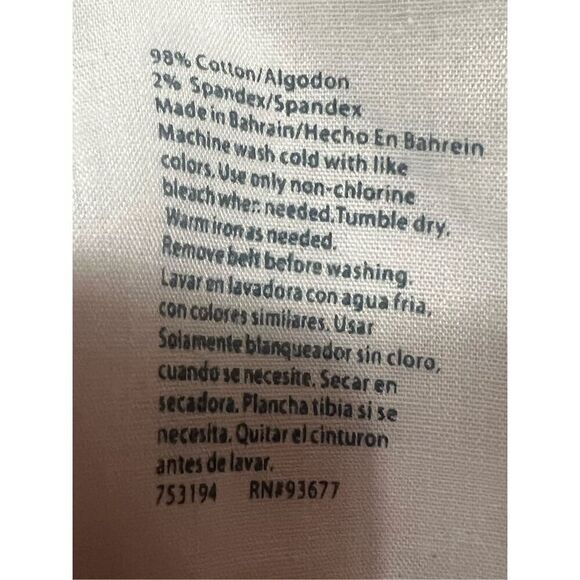 98% Cotton/Algodon
2% Spandex/Spandex
Made in Bahrain/Hecho En Bahrein
Machine wash cold with like
colors. Use only non-chlorine
bleach when needed. Tumble dry.
Warm iron as needed.
Remove belt before washing.
Lavar en lavadora con agua fria,
con colores similares. Usar
Solamente blanqueador sin cloro,
cuando se necesite. Secar en
secadora. Plancha tibia si se
necesita. Quitar el cinturon
antes de lavar.
753194 RN#93677